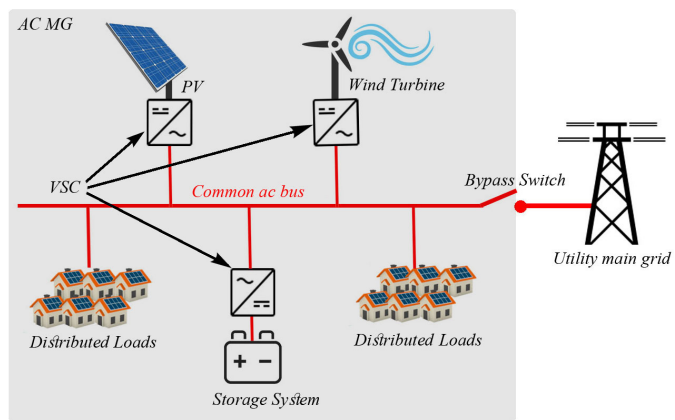 AC MG
PV
Wind Turbine
VSC
Common ac bus
Bypass Switch
Utility main grid
Distributed Loads
Distributed Loads
Storage System